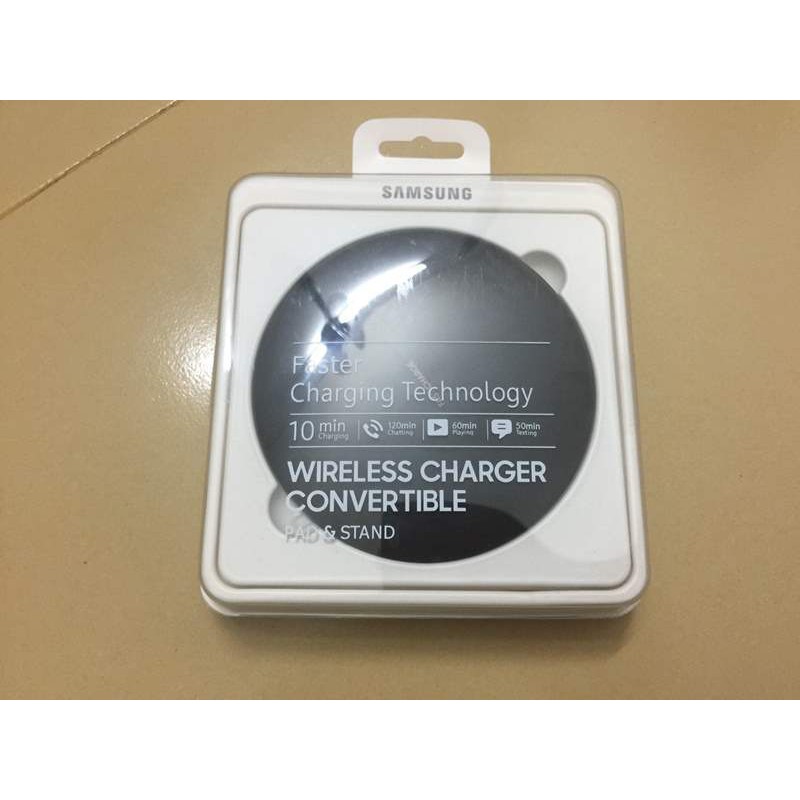 SAMSUNG
Faster
Charging Technology
10 min Charging 120min Chatting 60min Playing 50min Texting
WIRELESS CHARGER
CONVERTIBLE
PAD & STAND